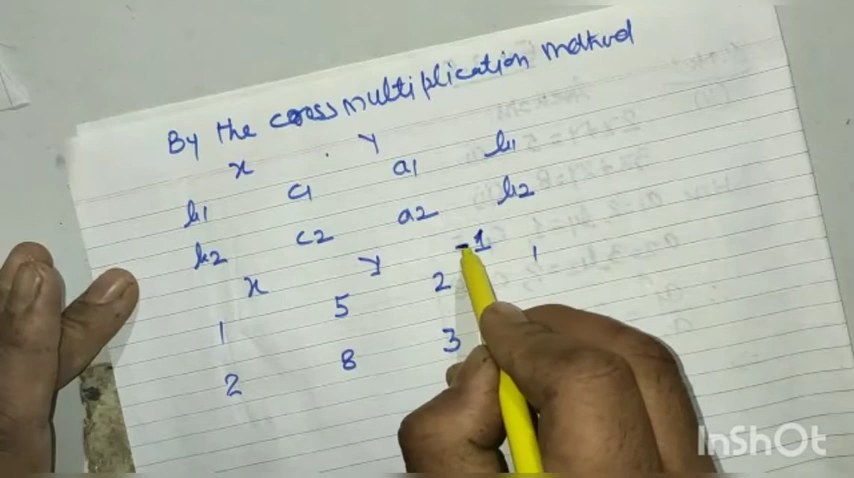 By the cross multiplication method
x y
b1 c1 a1 b1
b2 c2 a2 b2
x y -1
1 5 2 1
2 8 3
InShOt